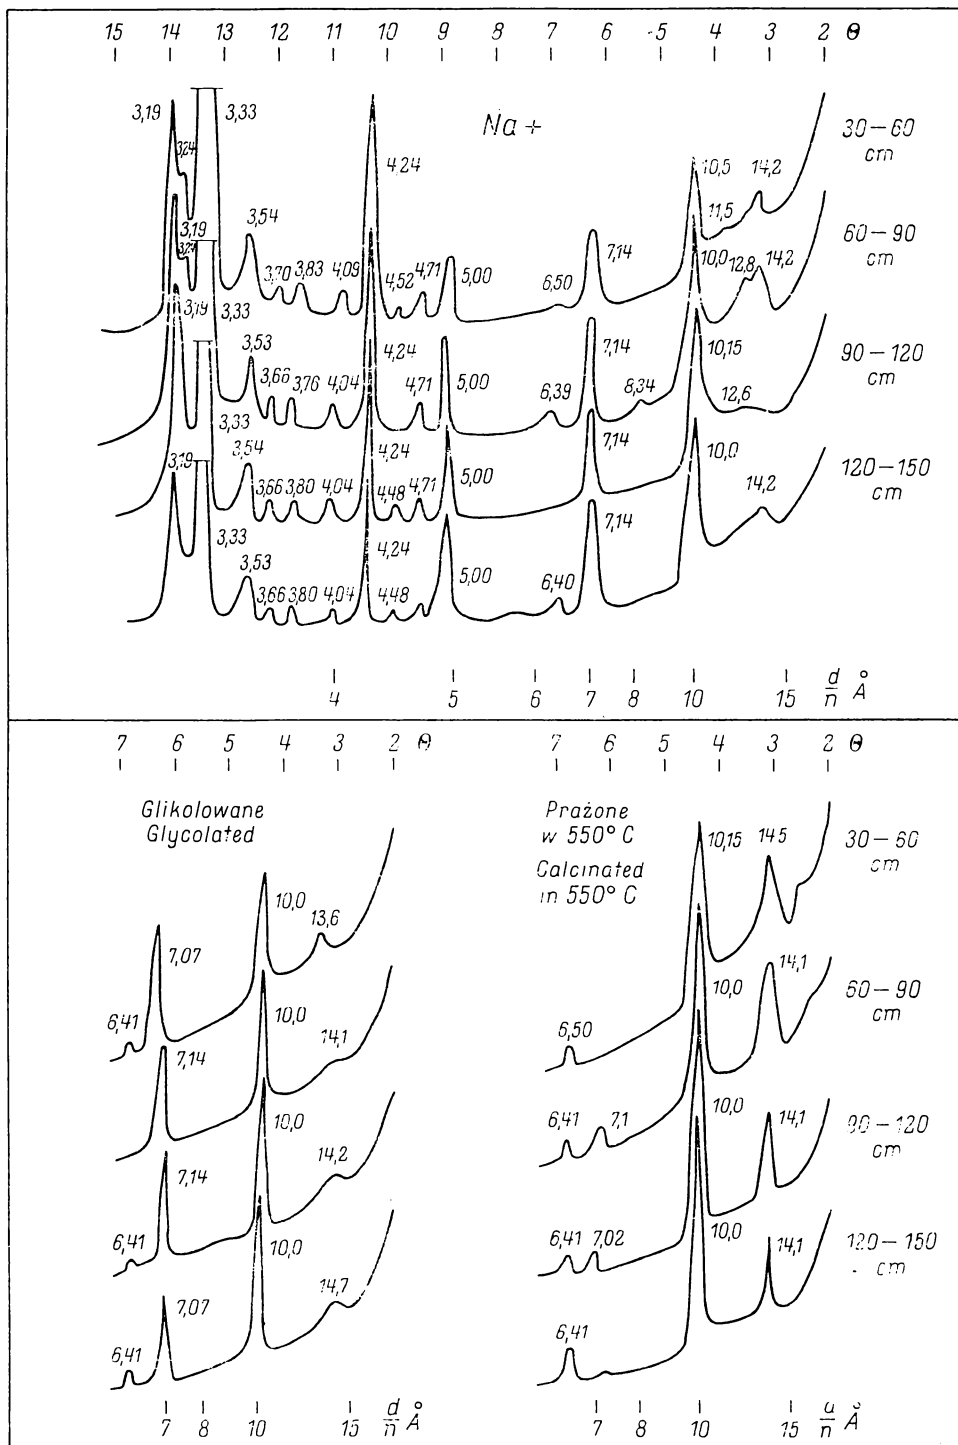 15 14 13 12 11 10 9 8 7 6 5 4 3 2 Θ
Na+
3,19 3,24 3,33 3,54 3,70 3,83 4,09 4,24 4,52 4,71 5,00 6,50 7,14 10,5 11,5 14,2
30–60
cm
3,19 3,24 3,33 3,53 3,66 3,76 4,04 4,24 4,71 5,00 6,39 7,14 8,34 10,0 12,8 14,2
60–90
cm
3,19 3,33 3,54 3,66 3,80 4,04 4,24 4,48 4,71 5,00 7,14 10,15 12,6
90–120
cm
3,19 3,33 3,53 3,66 3,80 4,04 4,24 4,48 5,00 6,40 7,14 10,0 14,2
120–150
cm
4 5 6 7 8 10 15 d/n Å
7 6 5 4 3 2 Θ
Glikolowane
Glycolated
6,41 7,07 10,0 13,6
7,14 10,0 14,1
6,41 7,14 10,0 14,2
6,41 7,07 10,0 14,7
7 8 10 15 d/n Å
7 6 5 4 3 2 Θ
Prażone
w 550° C
Calcinated
in 550° C
6,50 10,15 14,5
30–60
cm
6,41 7,1 10,0 14,1
60–90
cm
6,41 7,02 10,0 14,1
90–120
cm
6,41 10,0 14,1
120–150
cm
7 8 10 15 d/n Å